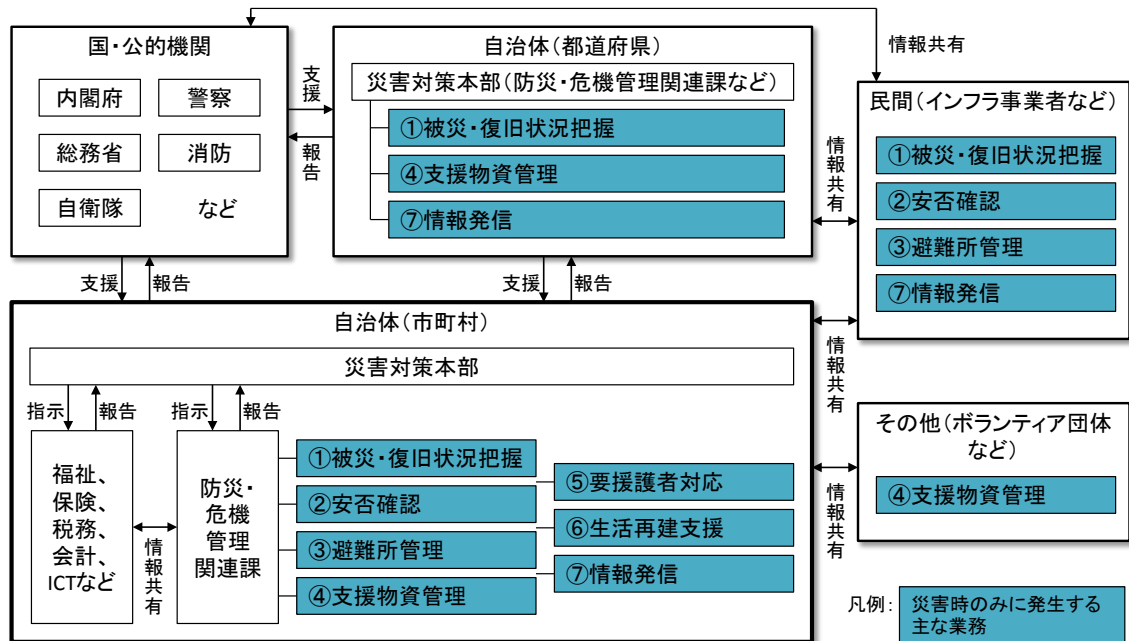 国・公的機関
内閣府
警察
総務省
消防
自衛隊
など
支援
報告
自治体(都道府県)
災害対策本部(防災・危機管理関連課など)
①被災・復旧状況把握
④支援物資管理
⑦情報発信
情報共有
情報共有
民間(インフラ事業者など)
①被災・復旧状況把握
②安否確認
③避難所管理
⑦情報発信
支援
報告
支援
報告
自治体(市町村)
災害対策本部
指示
報告
指示
報告
福祉、
保険、
税務、
会計、
ICTなど
情報共有
防災・
危機
管理
関連課
①被災・復旧状況把握
②安否確認
③避難所管理
④支援物資管理
⑤要援護者対応
⑥生活再建支援
⑦情報発信
情報共有
情報共有
その他(ボランティア団体
など)
④支援物資管理
凡例:
災害時のみに発生する
主な業務